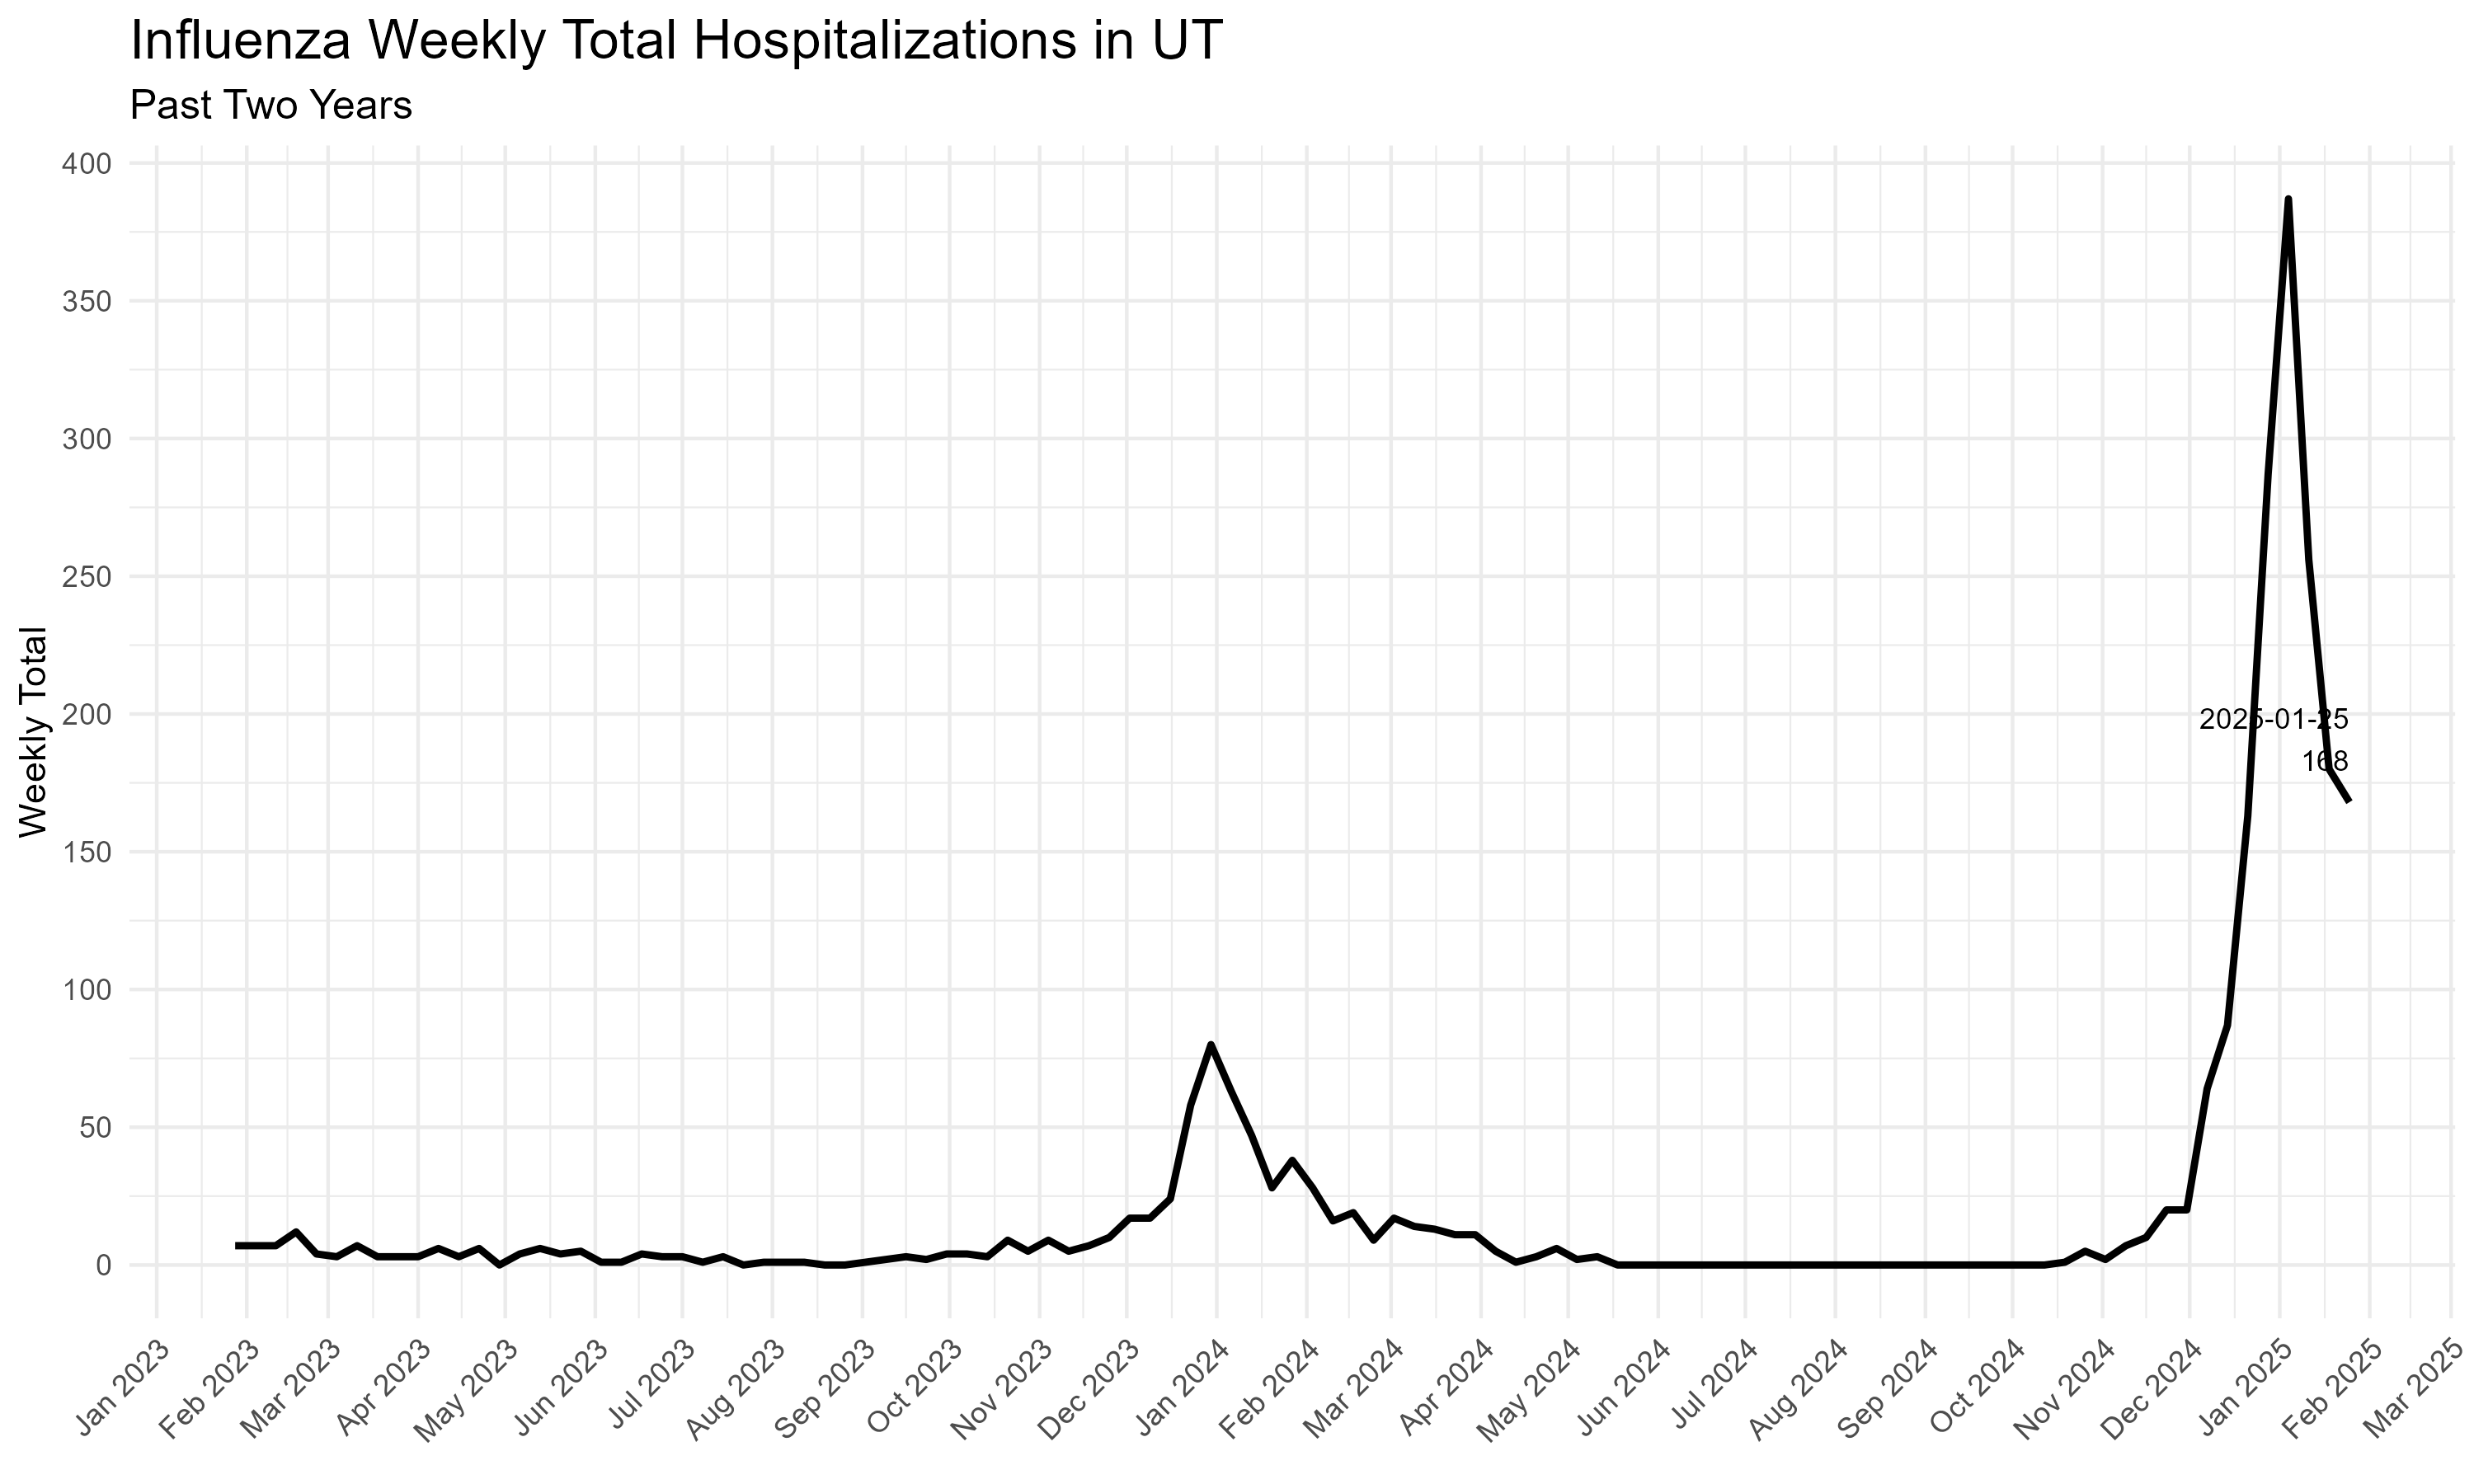 Influenza Weekly Total Hospitalizations in UT
Past Two Years
400
350
300
250
200
150
100
50
0
Weekly Total
2025-01-25
168
Jan 2023
Feb 2023
Mar 2023
Apr 2023
May 2023
Jun 2023
Jul 2023
Aug 2023
Sep 2023
Oct 2023
Nov 2023
Dec 2023
Jan 2024
Feb 2024
Mar 2024
Apr 2024
May 2024
Jun 2024
Jul 2024
Aug 2024
Sep 2024
Oct 2024
Nov 2024
Dec 2024
Jan 2025
Feb 2025
Mar 2025